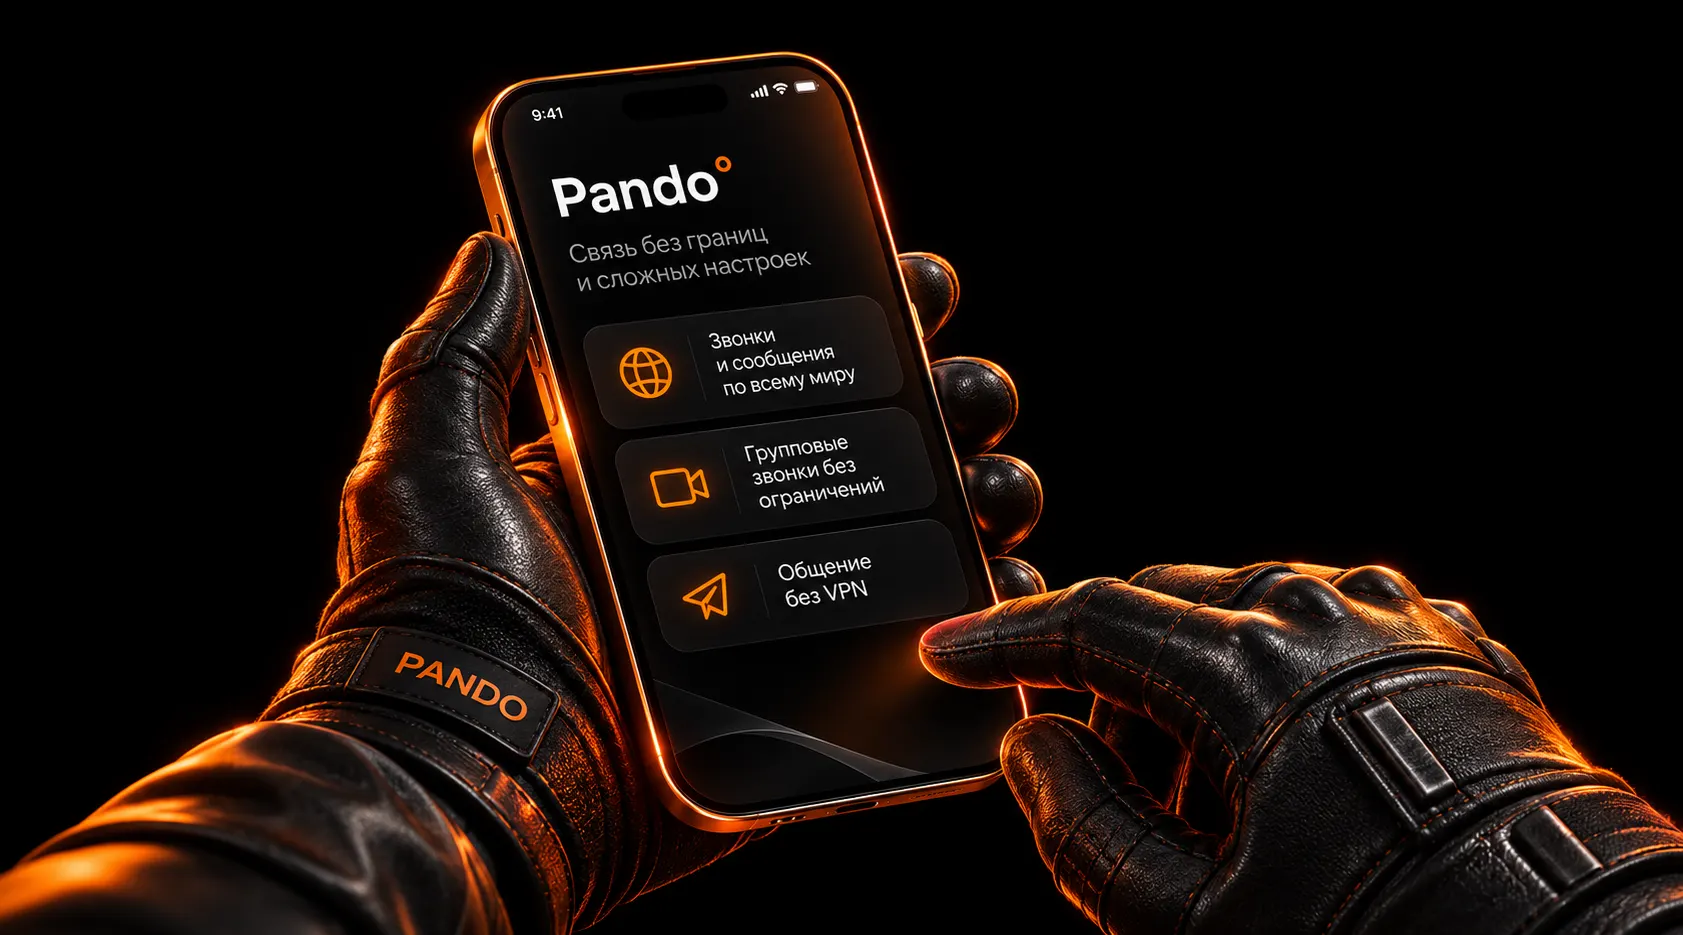 9:41
Pando°
Связь без границ
и сложных настроек
Звонки
и сообщения
по всему миру
Групповые
звонки без
ограничений
Общение
без VPN
PANDO